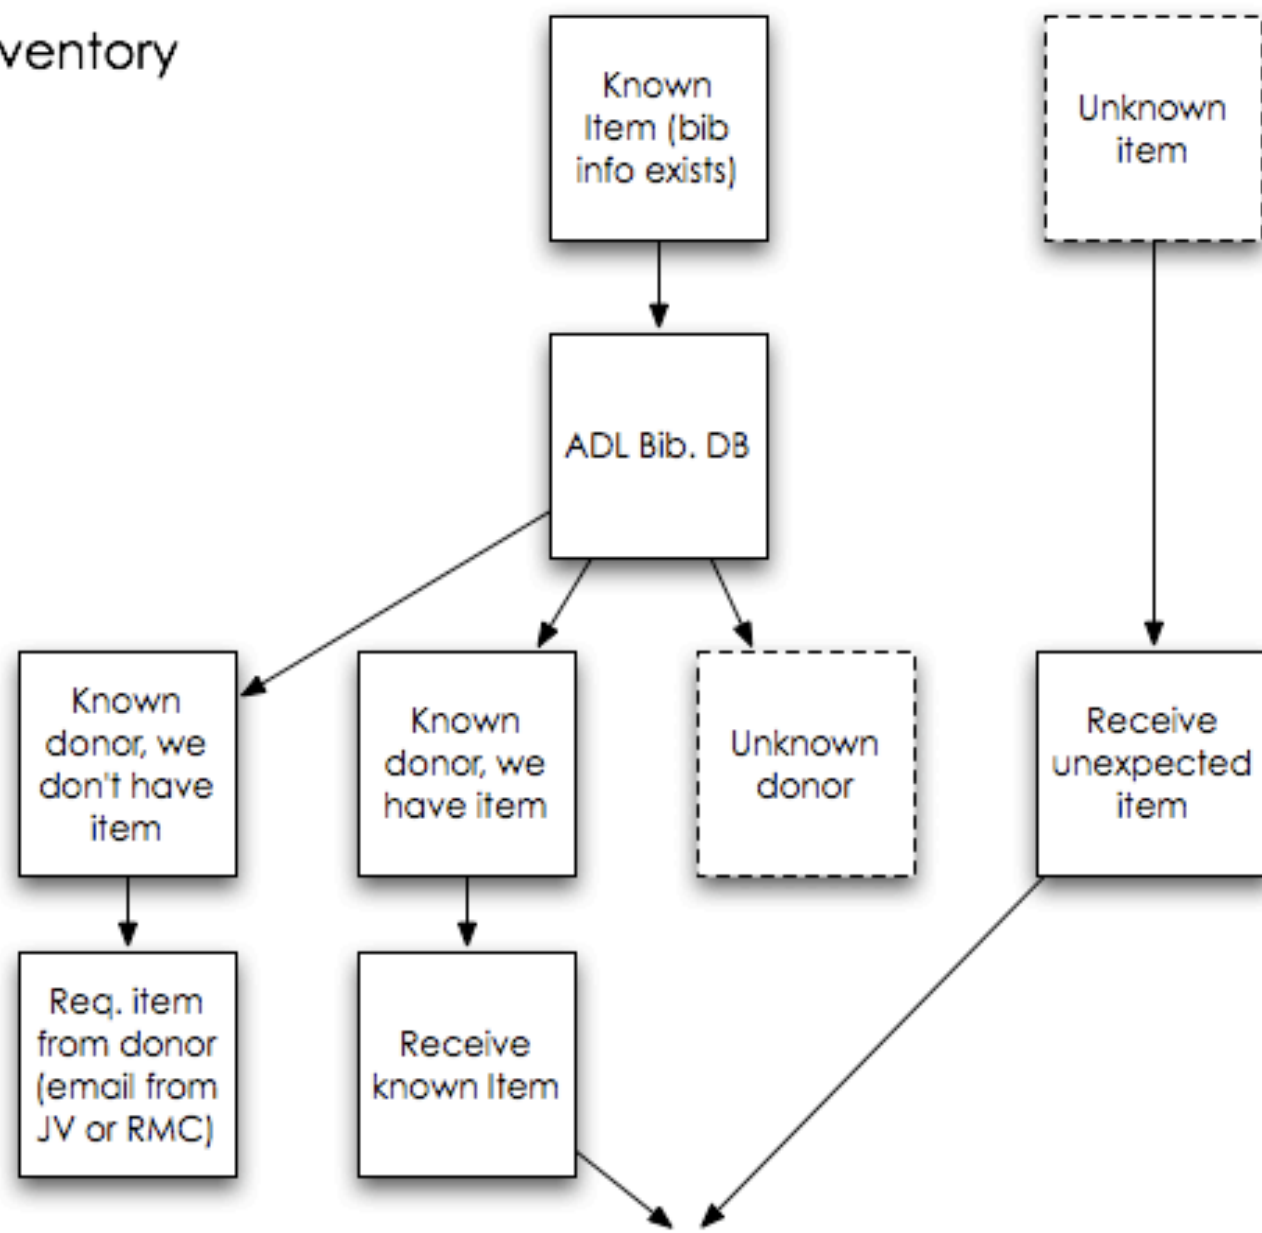 ventory
Known
Item (bib
info exists)
Unknown
item
ADL Bib. DB
Known
donor, we
don't have
item
Known
donor, we
have item
Unknown
donor
Receive
unexpected
item
Req. item
from donor
(email from
JV or RMC)
Receive
known Item